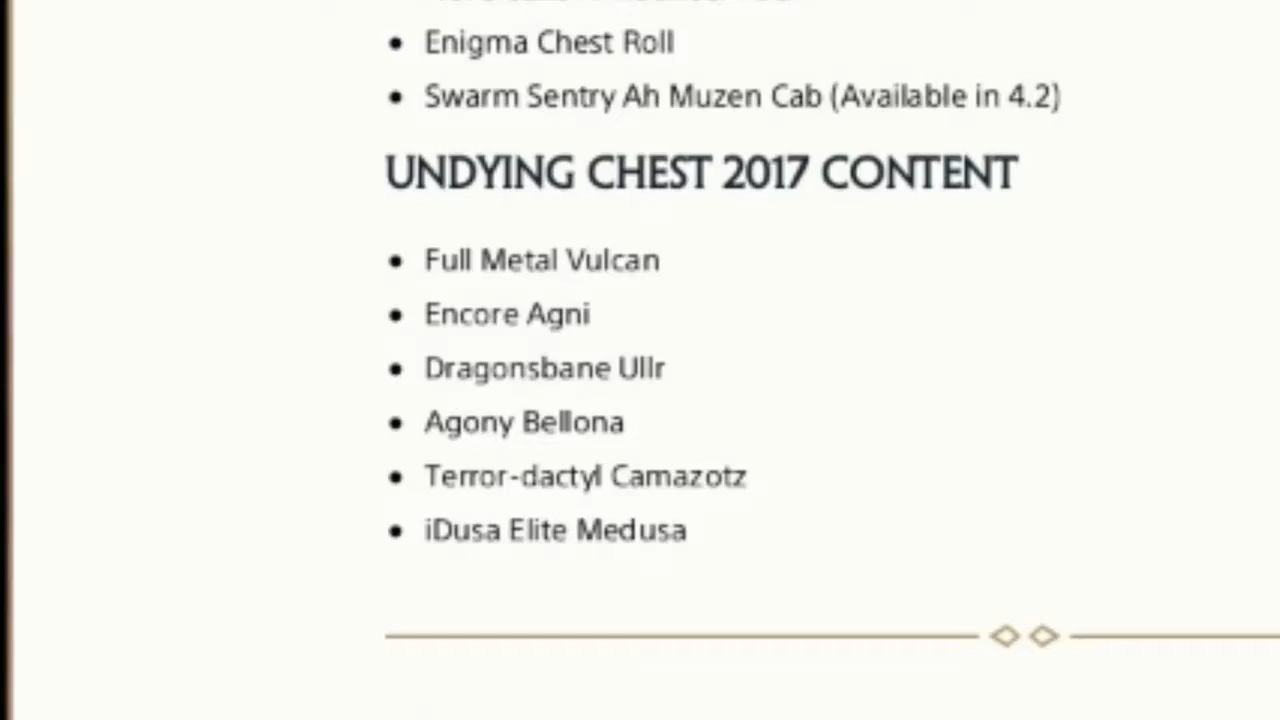 Enigma Chest Roll
Swarm Sentry Ah Muzen Cab (Available in 4.2)
UNDYING CHEST 2017 CONTENT
Full Metal Vulcan
Encore Agni
Dragonsbane Ullr
Agony Bellona
Terror-dactyl Camazotz
iDusa Elite Medusa